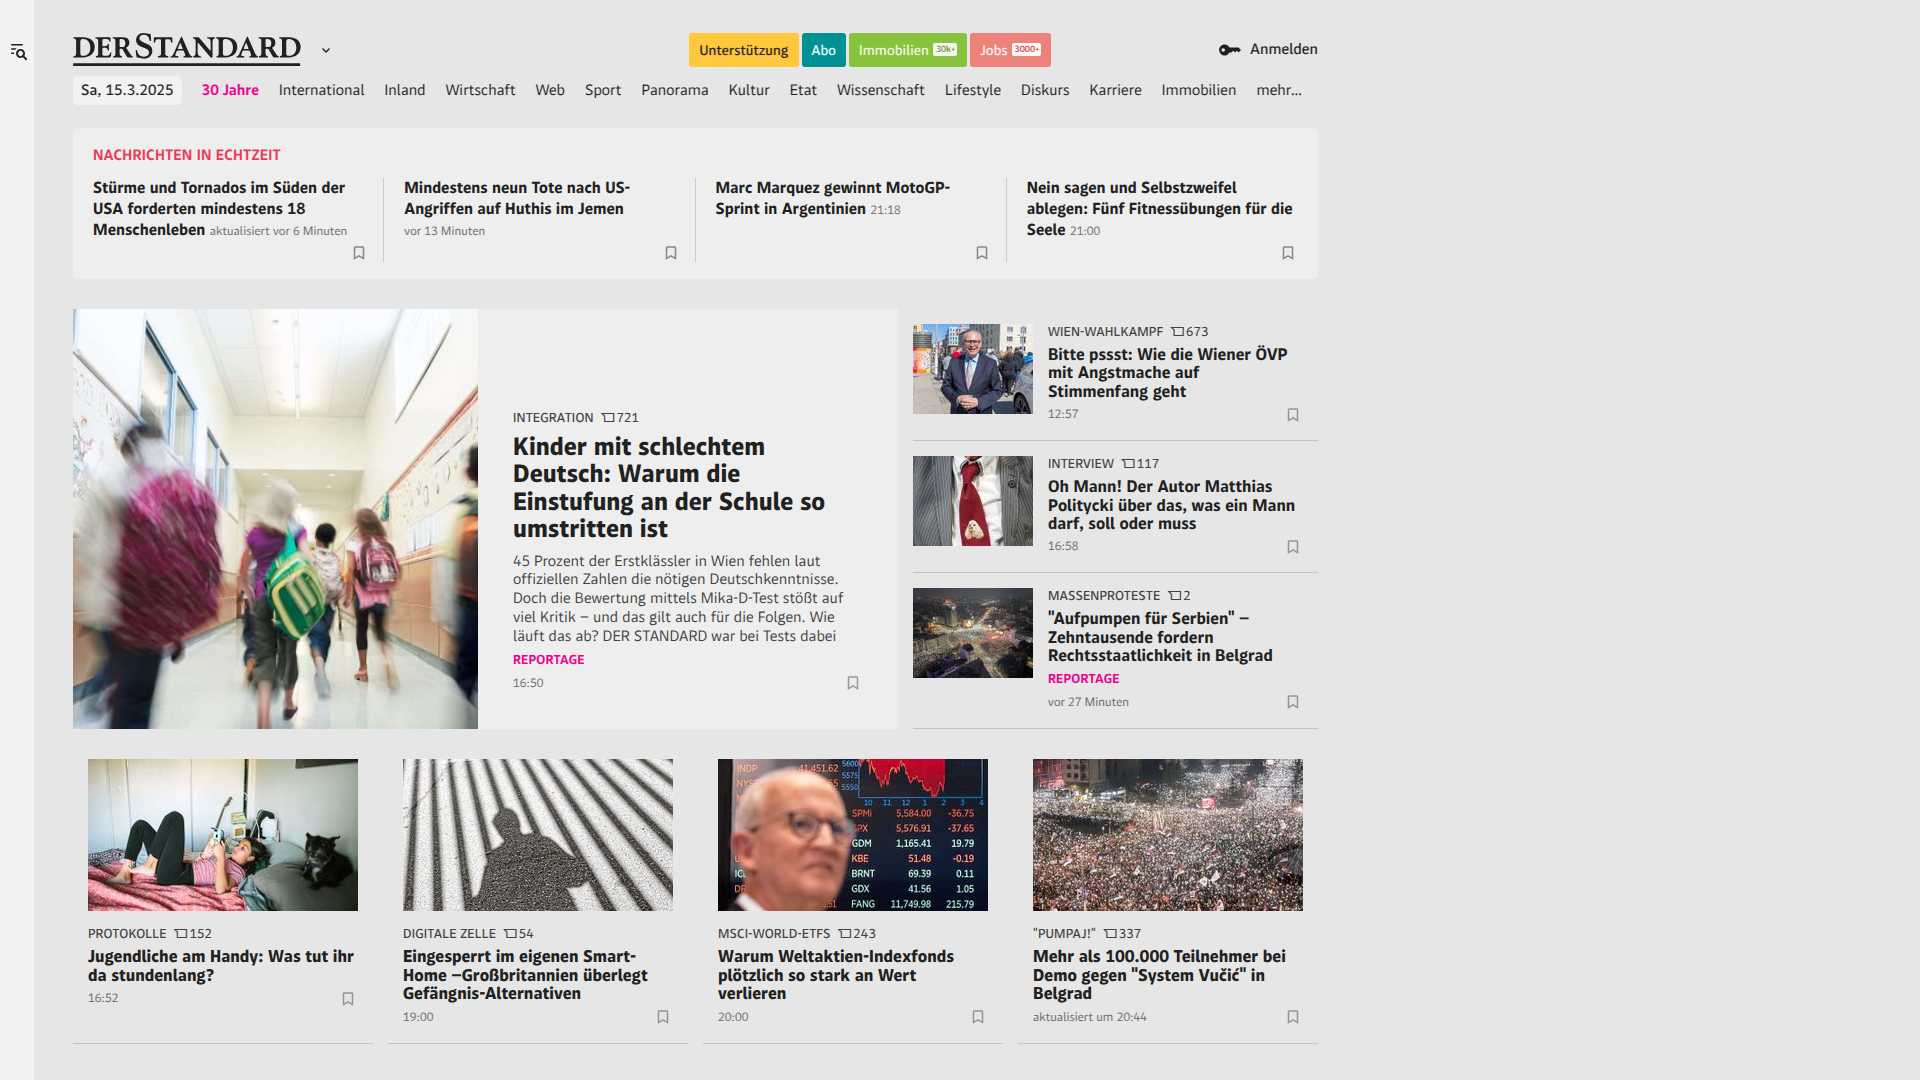 DERSTANDARD
Unterstützung
Abo
Immobilien 30k+
Jobs 3000+
Anmelden
Sa, 15.3.2025
30 Jahre
International
Inland
Wirtschaft
Web
Sport
Panorama
Kultur
Etat
Wissenschaft
Lifestyle
Diskurs
Karriere
Immobilien
mehr...
NACHRICHTEN IN ECHTZEIT
Stürme und Tornados im Süden der
USA forderten mindestens 18
Menschenleben aktualisiert vor 6 Minuten
Mindestens neun Tote nach US-
Angriffen auf Huthis im Jemen
vor 13 Minuten
Marc Marquez gewinnt MotoGP-
Sprint in Argentinien 21:18
Nein sagen und Selbstzweifel
ablegen: Fünf Fitnessübungen für die
Seele 21:00
INTEGRATION 721
Kinder mit schlechtem
Deutsch: Warum die
Einstufung an der Schule so
umstritten ist
45 Prozent der Erstklässler in Wien fehlen laut
offiziellen Zahlen die nötigen Deutschkenntnisse.
Doch die Bewertung mittels Mika-D-Test stößt auf
viel Kritik – und das gilt auch für die Folgen. Wie
läuft das ab? DER STANDARD war bei Tests dabei
REPORTAGE
16:50
WIEN-WAHLKAMPF 673
Bitte pssst: Wie die Wiener ÖVP
mit Angstmache auf
Stimmenfang geht
12:57
INTERVIEW 117
Oh Mann! Der Autor Matthias
Politycki über das, was ein Mann
darf, soll oder muss
16:58
MASSENPROTESTE 2
"Aufpumpen für Serbien" –
Zehntausende fordern
Rechtsstaatlichkeit in Belgrad
REPORTAGE
vor 27 Minuten
PROTOKOLLE 152
Jugendliche am Handy: Was tut ihr
da stundenlang?
16:52
DIGITALE ZELLE 54
Eingesperrt im eigenen Smart-
Home –Großbritannien überlegt
Gefängnis-Alternativen
19:00
INDP 41,451.62
5600
5575
5550
10 11 12 1 2 3 4
SPMI 5,584.00 -36.75
SPX 5,576.91 -37.65
GDM 1,165.41 19.79
KBE 51.48 -0.19
BRNT 69.39 0.11
GDX 41.56 1.05
FANG 11,749.98 215.79
MSCI-WORLD-ETFS 243
Warum Weltaktien-Indexfonds
plötzlich so stark an Wert
verlieren
20:00
"PUMPAJ!" 337
Mehr als 100.000 Teilnehmer bei
Demo gegen "System Vučić" in
Belgrad
aktualisiert um 20:44